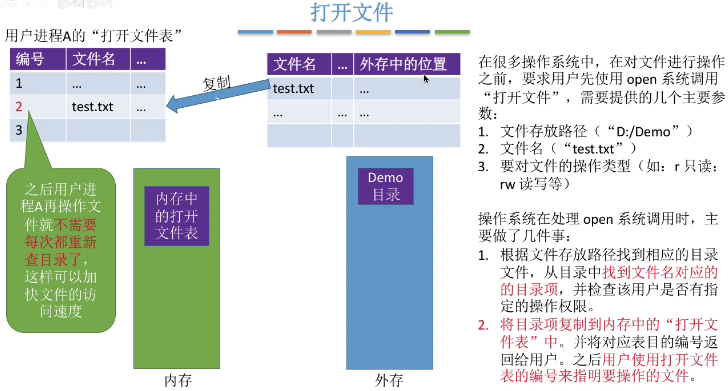 打开文件
用户进程A的“打开文件表”
编号 文件名 ...
1 ... ...
2 test.txt ...
3
复制
文件名 ... 外存中的位置
test.txt ...
... ... ...
之后用户进
程A再操作文
件就不需要
每次都重新
查目录了，
这样可以加
快文件的访
问速度
内存中
的打开
文件表
内存
Demo
目录
外存
在很多操作系统中，在对文件进行操作
之前，要求用户先使用 open 系统调用
“打开文件”，需要提供的几个主要参
数：
1. 文件存放路径（“D:/Demo”）
2. 文件名（“test.txt”）
3. 要对文件的操作类型（如：r 只读；
rw 读写等）
操作系统在处理 open 系统调用时，主
要做了几件事：
1. 根据文件存放路径找到相应的目录
文件，从目录中找到文件名对应的
的目录项，并检查该用户是否有指
定的操作权限。
2. 将目录项复制到内存中的“打开文
件表”中。并将对应表目的编号返
回给用户。之后用户使用打开文件
表的编号来指明要操作的文件。